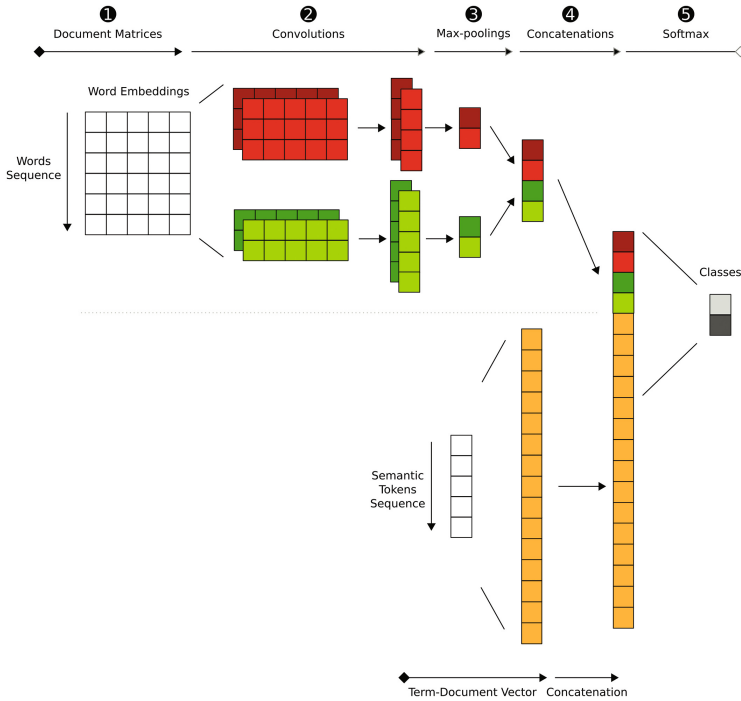 ❶ ❷ ❸ ❹ ❺
Document Matrices Convolutions Max-poolings Concatenations Softmax
Word Embeddings
Words
Sequence
Classes
Semantic
Tokens
Sequence
Term-Document Vector Concatenation